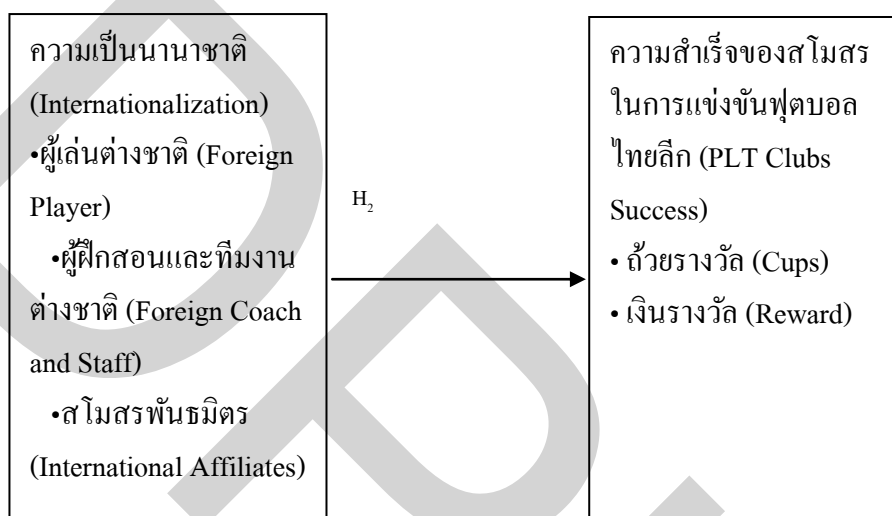 ความเป็นนานาชาติ
(Internationalization)
•ผู้เล่นต่างชาติ (Foreign
Player)
•ผู้ฝึกสอนและทีมงาน
ต่างชาติ (Foreign Coach
and Staff)
•สโมสรพันธมิตร
(International Affiliates)
H₂
ความสำเร็จของสโมสร
ในการแข่งขันฟุตบอล
ไทยลีก (PLT Clubs
Success)
• ถ้วยรางวัล (Cups)
• เงินรางวัล (Reward)